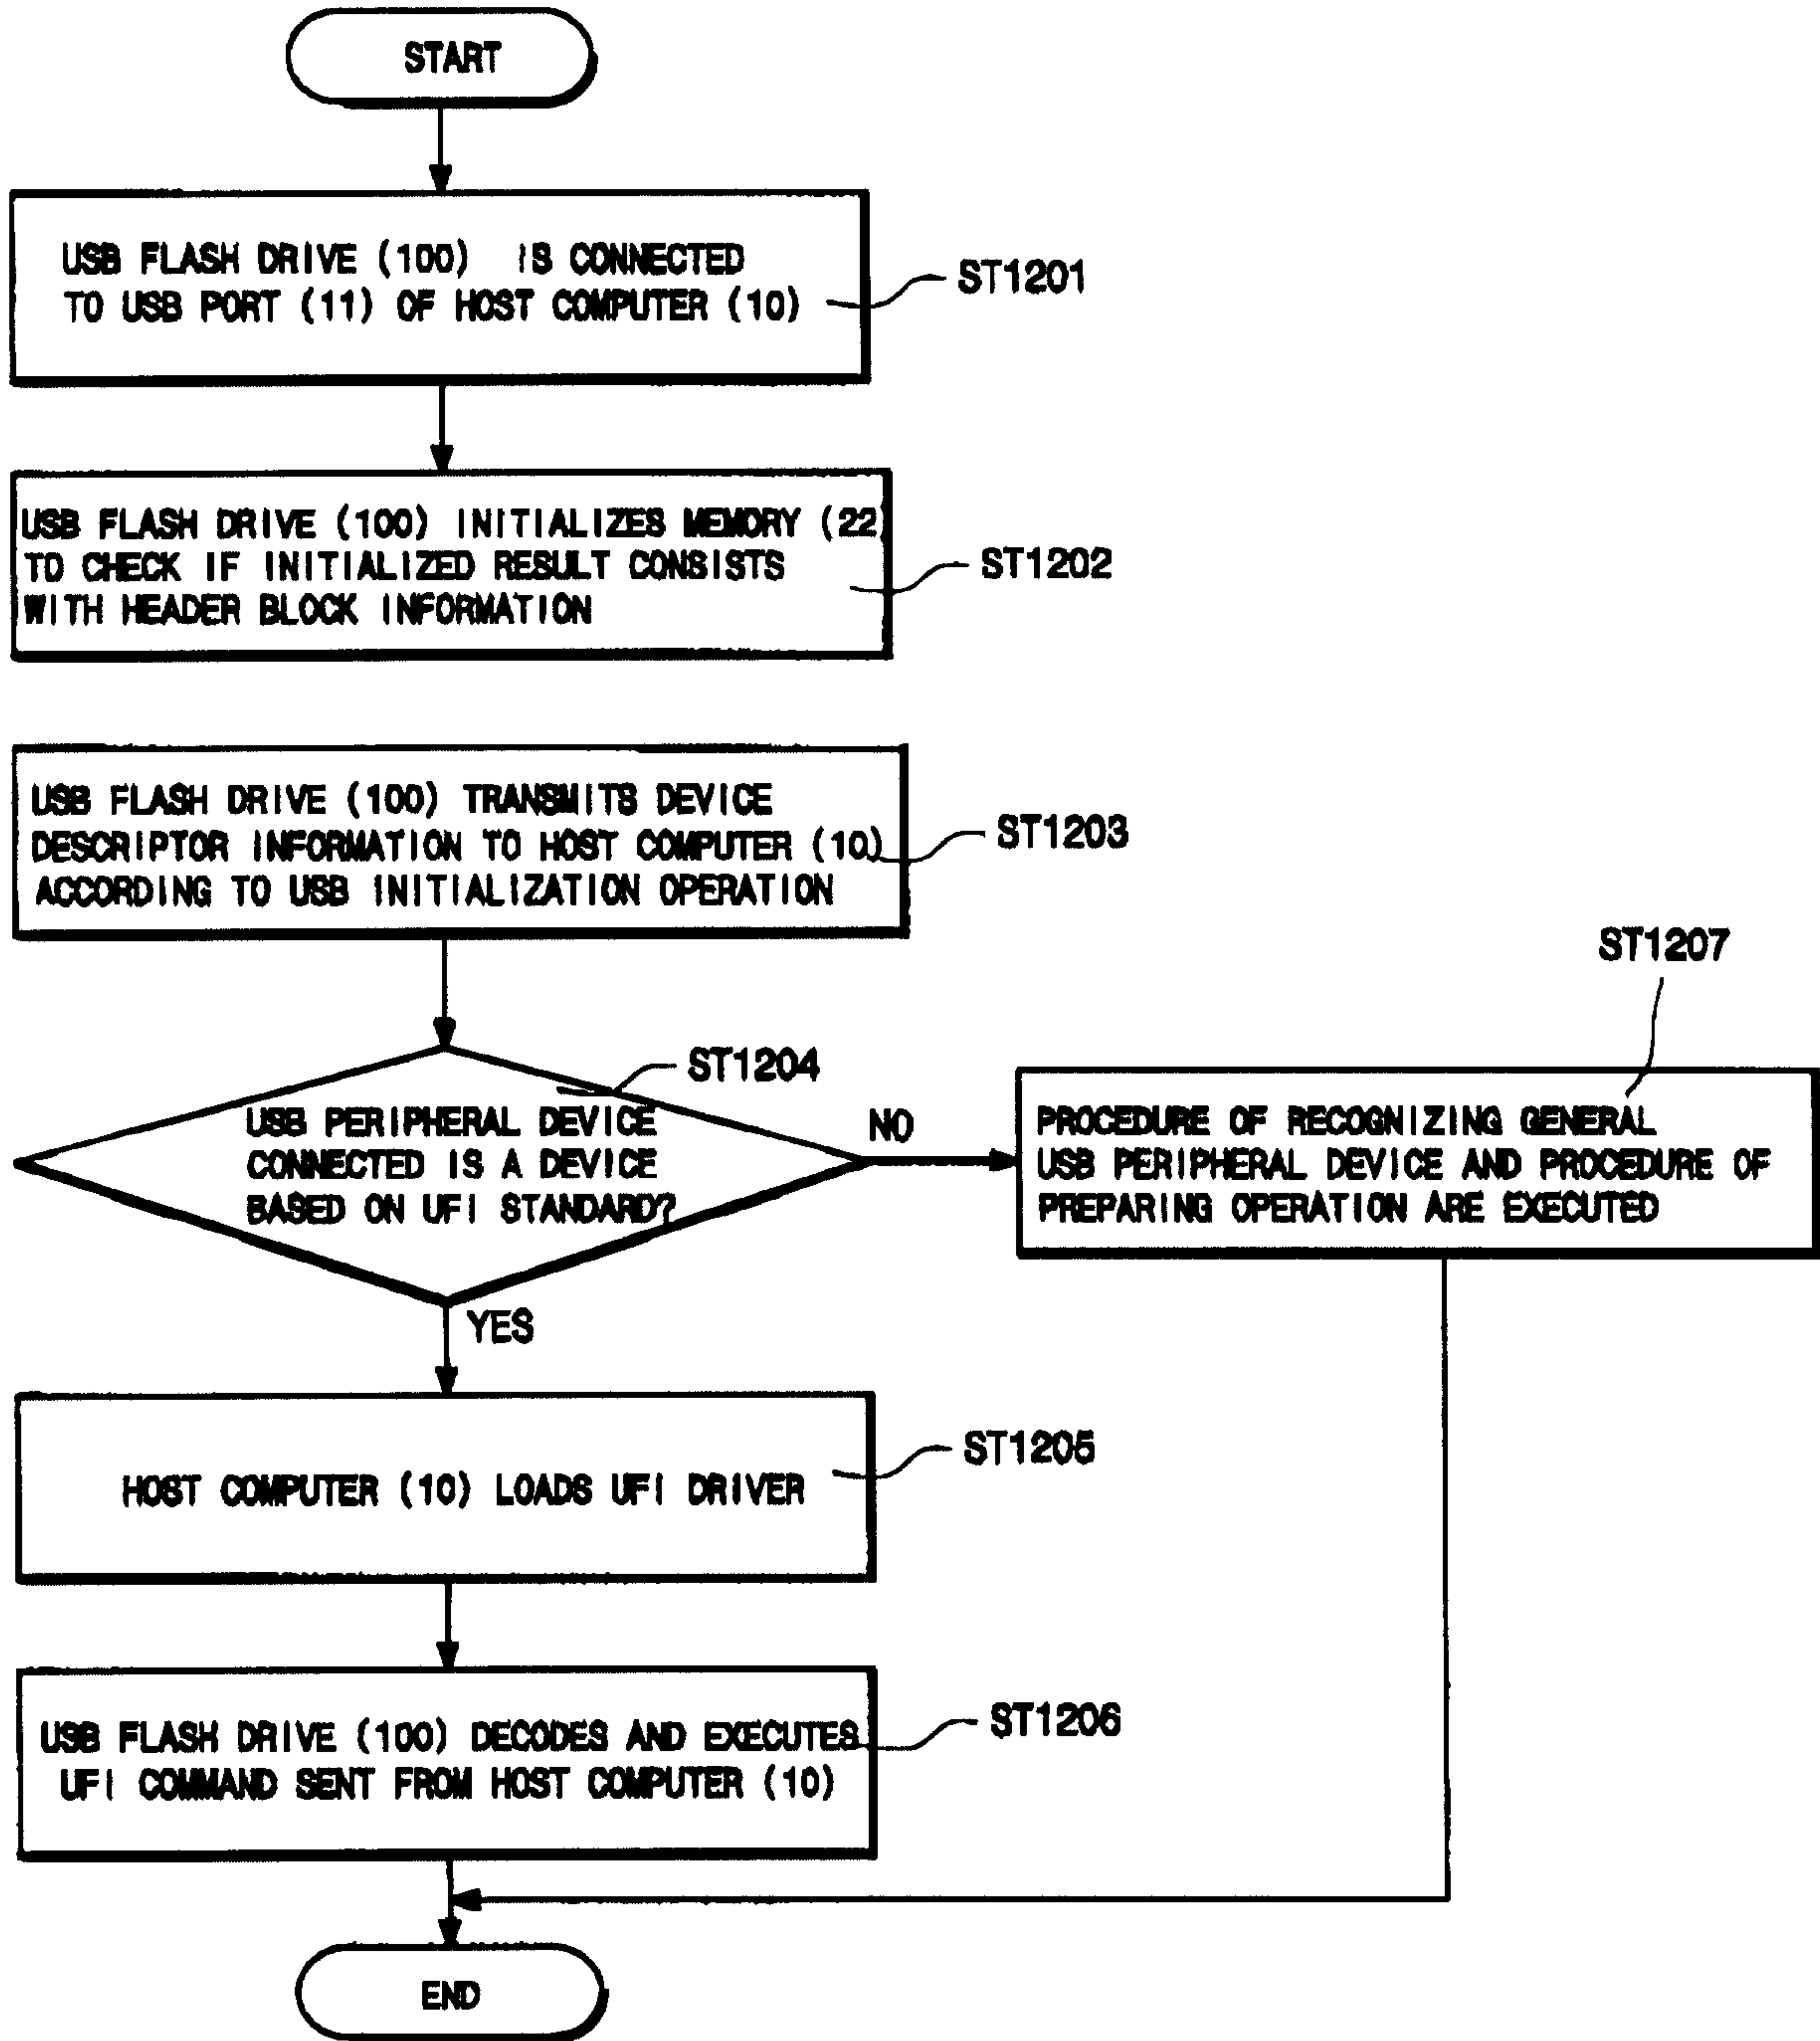 START
USB FLASH DRIVE (100) IS CONNECTED
TO USB PORT (11) OF HOST COMPUTER (10)
ST1201
USB FLASH DRIVE (100) INITIALIZES MEMORY (22)
TO CHECK IF INITIALIZED RESULT CONSISTS
WITH HEADER BLOCK INFORMATION
ST1202
USB FLASH DRIVE (100) TRANSMITS DEVICE
DESCRIPTOR INFORMATION TO HOST COMPUTER (10)
ACCORDING TO USB INITIALIZATION OPERATION
ST1203
ST1204
USB PERIPHERAL DEVICE
CONNECTED IS A DEVICE
BASED ON UFI STANDARD?
NO
YES
ST1207
PROCEDURE OF RECOGNIZING GENERAL
USB PERIPHERAL DEVICE AND PROCEDURE OF
PREPARING OPERATION ARE EXECUTED
HOST COMPUTER (10) LOADS UFI DRIVER
ST1205
USB FLASH DRIVE (100) DECODES AND EXECUTES
UFI COMMAND SENT FROM HOST COMPUTER (10)
ST1206
END